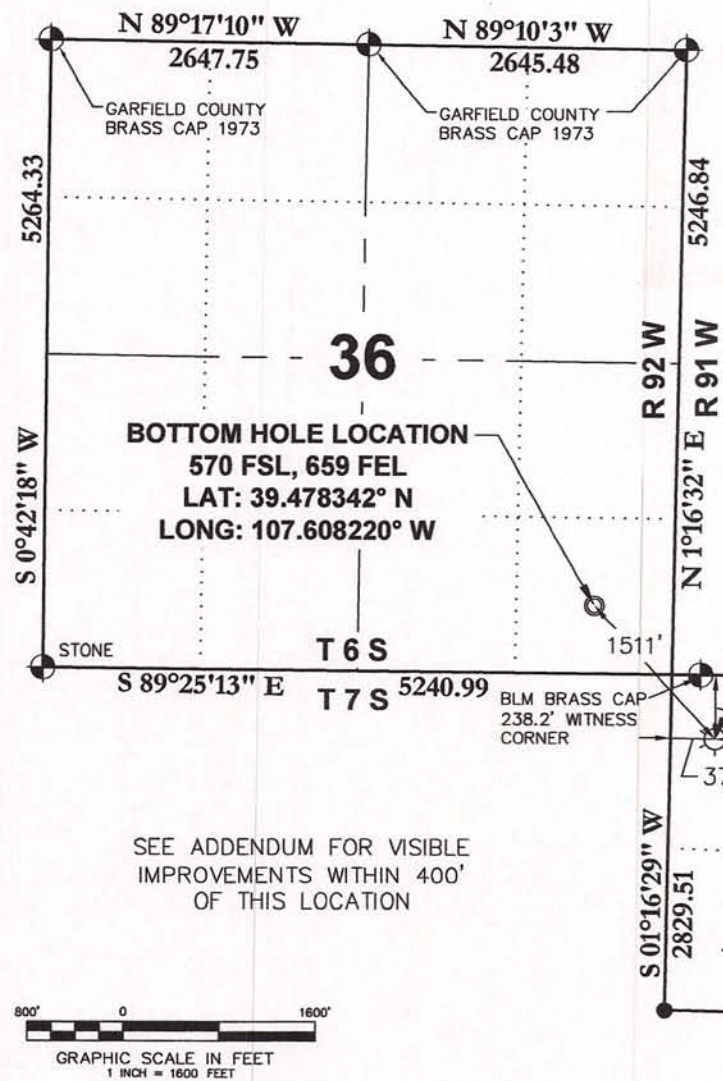 N 89°17'10" W
2647.75
N 89°10'3" W
2645.48
GARFIELD COUNTY
BRASS CAP 1973
GARFIELD COUNTY
BRASS CAP 1973
5264.33
5246.84
36
R 92 W
R 91 W
BOTTOM HOLE LOCATION
570 FSL, 659 FEL
LAT: 39.478342° N
LONG: 107.608220° W
S 0°42'18" W
N 1°16'32" E
1511'
STONE
T 6 S
S 89°25'13" E
5240.99
T 7 S
BLM BRASS CAP
238.2' WITNESS
CORNER
37
S 01°16'29" W
2829.51
SEE ADDENDUM FOR VISIBLE
IMPROVEMENTS WITHIN 400'
OF THIS LOCATION
800' 0 1600'
GRAPHIC SCALE IN FEET
1 INCH = 1600 FEET